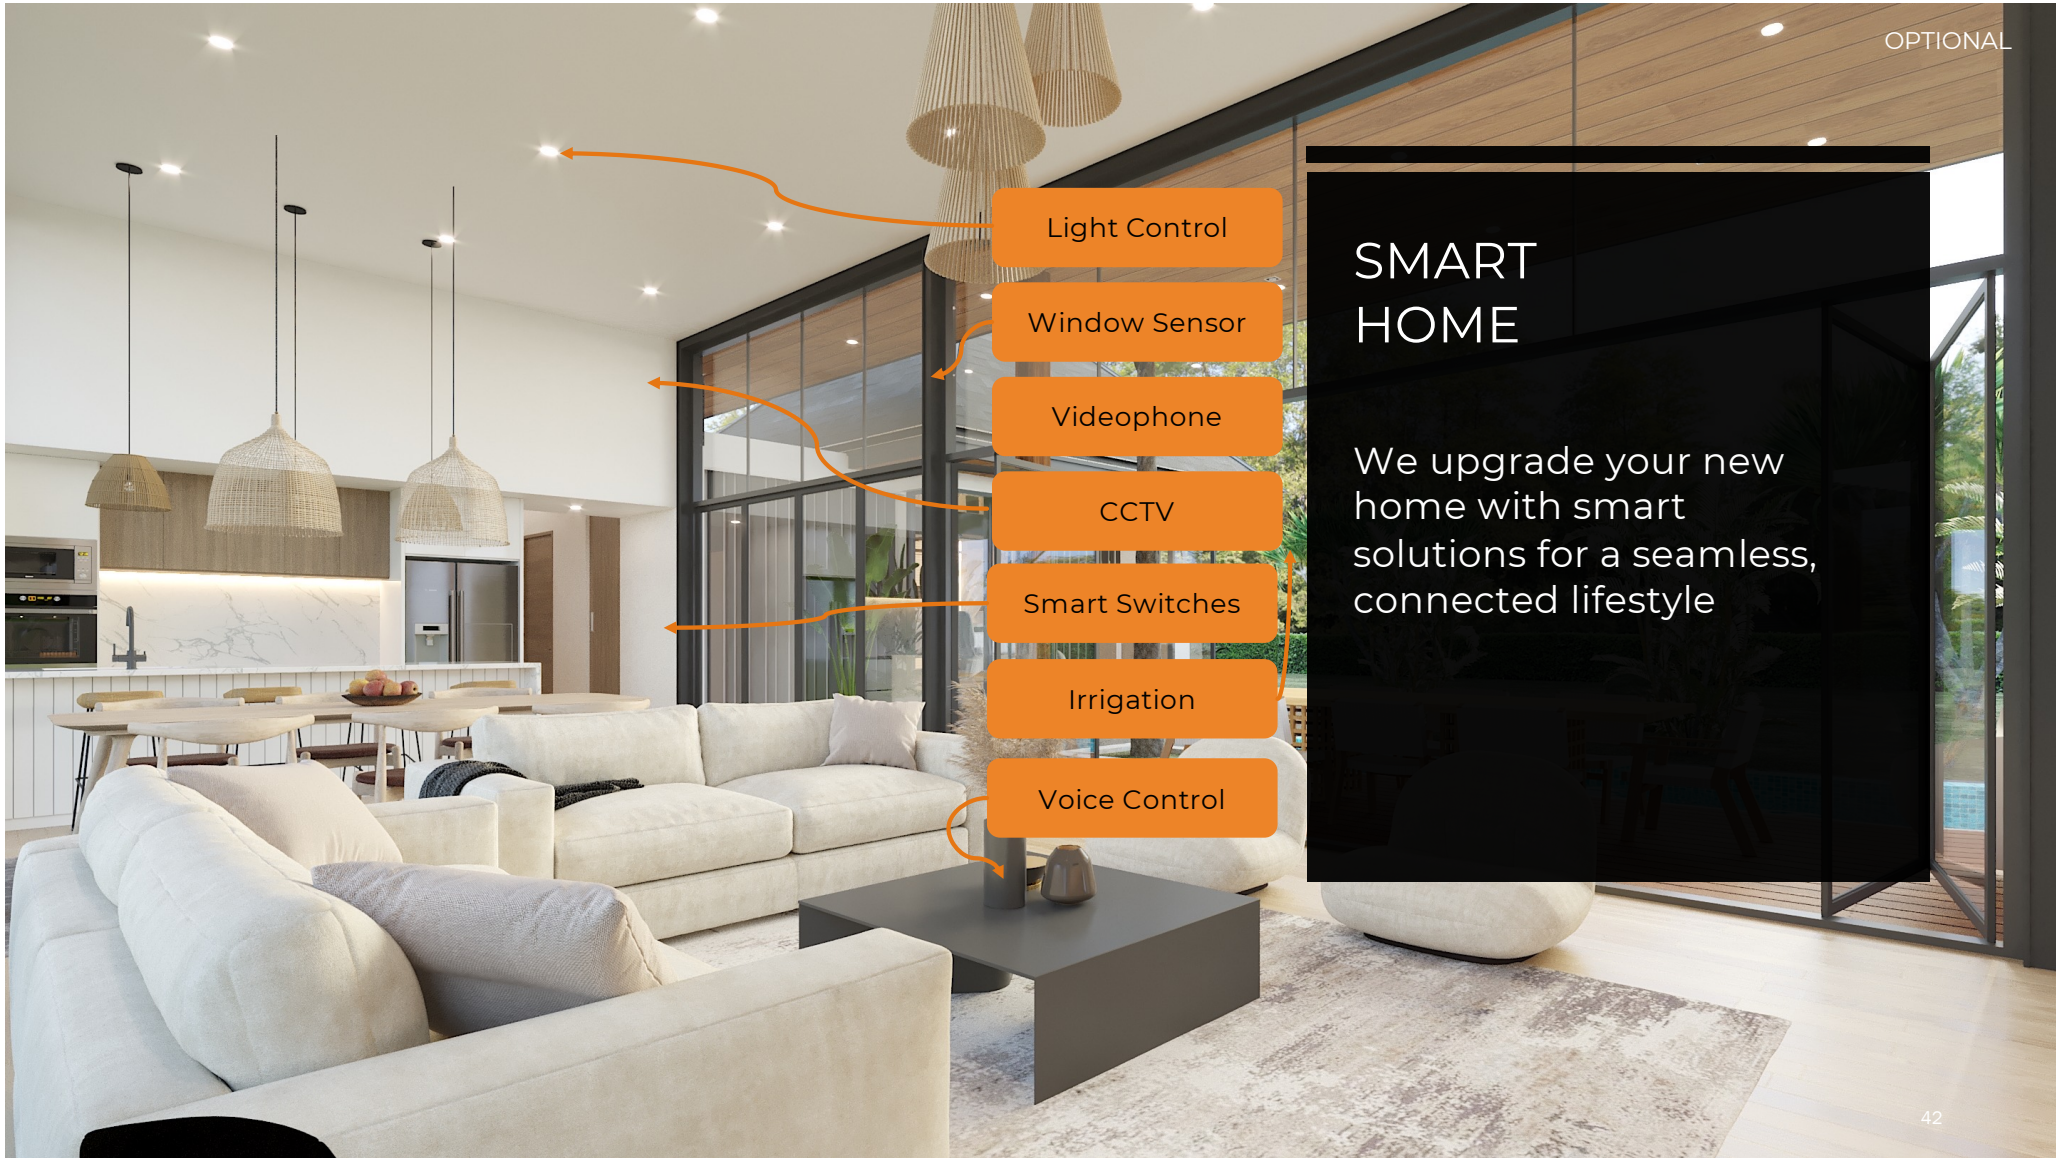 OPTIONAL
Light Control
Window Sensor
Videophone
CCTV
Smart Switches
Irrigation
Voice Control
SMART
HOME
We upgrade your new
home with smart
solutions for a seamless,
connected lifestyle
42